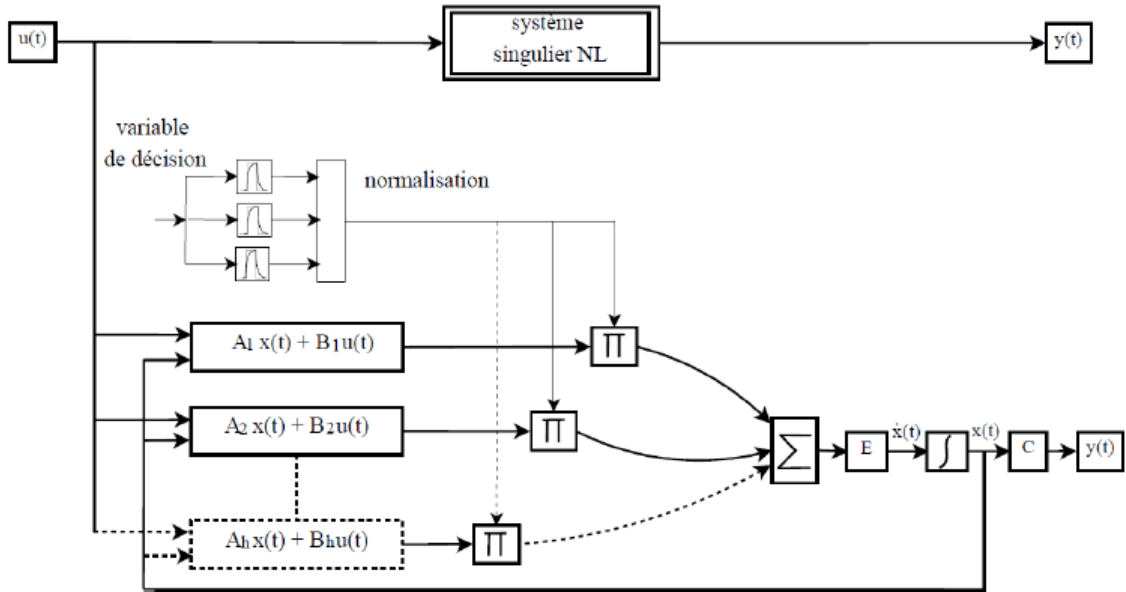 u(t)
système
singulier NL
y(t)
variable
de décision
normalisation
A1 x(t) + B1u(t)
Π
A2 x(t) + B2u(t)
Π
Σ
E
ẋ(t)
∫
x(t)
C
y(t)
Ah x(t) + Bhu(t)
Π